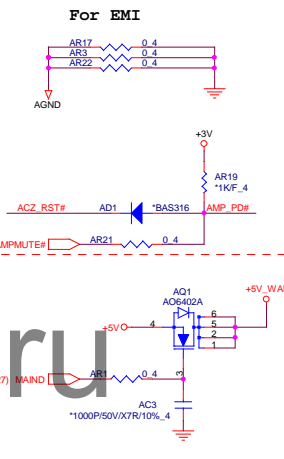 For EMI
AR17 0_4
AR3 0_4
AR22 0_4
AGND
+3V
AR19
*1K/F_4
ACZ_RST# AD1 *BAS316 AMP_PD#
AMPMUTE# AR21 0_4
AQ1
AO6402A
+5V_WA
+5V 4 6
5
2
1
3
27) MAIND AR1 0_4
AC3
*1000P/50V/X7R/10%_4
ru